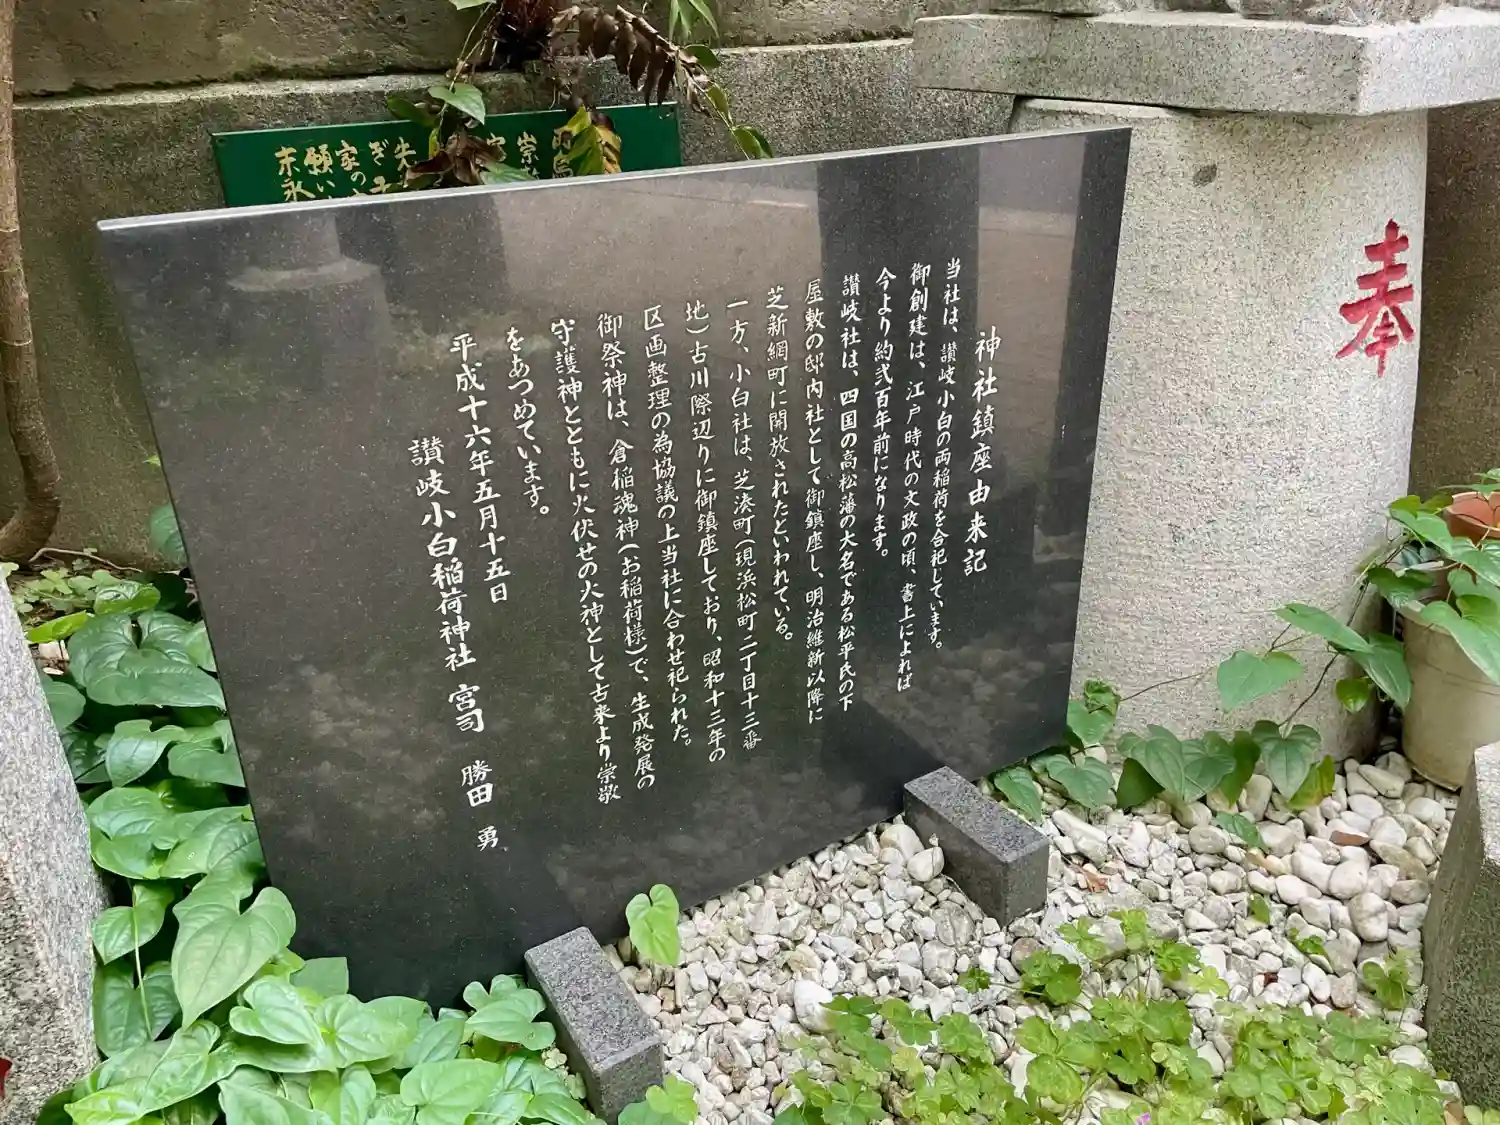 神社鎮座由来記
当社は、讃岐小白の両稲荷を合祀しています。
御創建は、江戸時代の文政の頃、書上によれば
今より約弐百年前になります。
讃岐社は、四国の高松藩の大名である松平氏の下
屋敷の邸内社として御鎮座し、明治維新以降に
芝新網町に開放されたといわれている。
一方、小白社は、芝湊町(現浜松町二丁目十三番
地)古川際辺りに御鎮座しており、昭和十三年の
区画整理の為協議の上当社に合わせ祀られた。
御祭神は、倉稲魂神(お稲荷様)で、生成発展の
守護神とともに火伏せの火神として古来より崇敬
をあつめています。
平成十六年五月十五日
讃岐小白稲荷神社 宮司 勝田 勇
奉
崇
先
ぎ子
家の
願い
末永